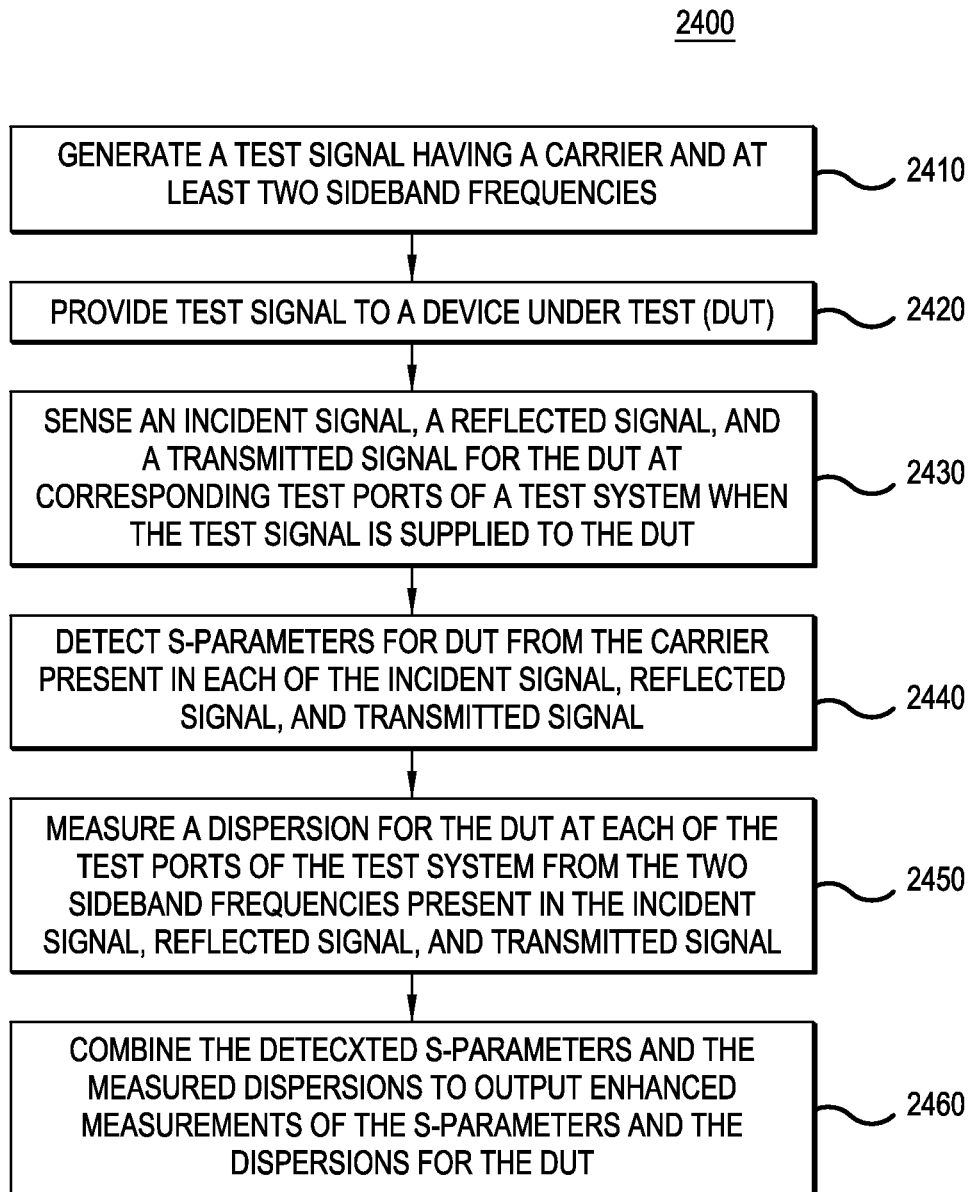 2400
GENERATE A TEST SIGNAL HAVING A CARRIER AND AT
LEAST TWO SIDEBAND FREQUENCIES
2410
PROVIDE TEST SIGNAL TO A DEVICE UNDER TEST (DUT)
2420
SENSE AN INCIDENT SIGNAL, A REFLECTED SIGNAL, AND
A TRANSMITTED SIGNAL FOR THE DUT AT
CORRESPONDING TEST PORTS OF A TEST SYSTEM WHEN
THE TEST SIGNAL IS SUPPLIED TO THE DUT
2430
DETECT S-PARAMETERS FOR DUT FROM THE CARRIER
PRESENT IN EACH OF THE INCIDENT SIGNAL, REFLECTED
SIGNAL, AND TRANSMITTED SIGNAL
2440
MEASURE A DISPERSION FOR THE DUT AT EACH OF THE
TEST PORTS OF THE TEST SYSTEM FROM THE TWO
SIDEBAND FREQUENCIES PRESENT IN THE INCIDENT
SIGNAL, REFLECTED SIGNAL, AND TRANSMITTED SIGNAL
2450
COMBINE THE DETECXTED S-PARAMETERS AND THE
MEASURED DISPERSIONS TO OUTPUT ENHANCED
MEASUREMENTS OF THE S-PARAMETERS AND THE
DISPERSIONS FOR THE DUT
2460